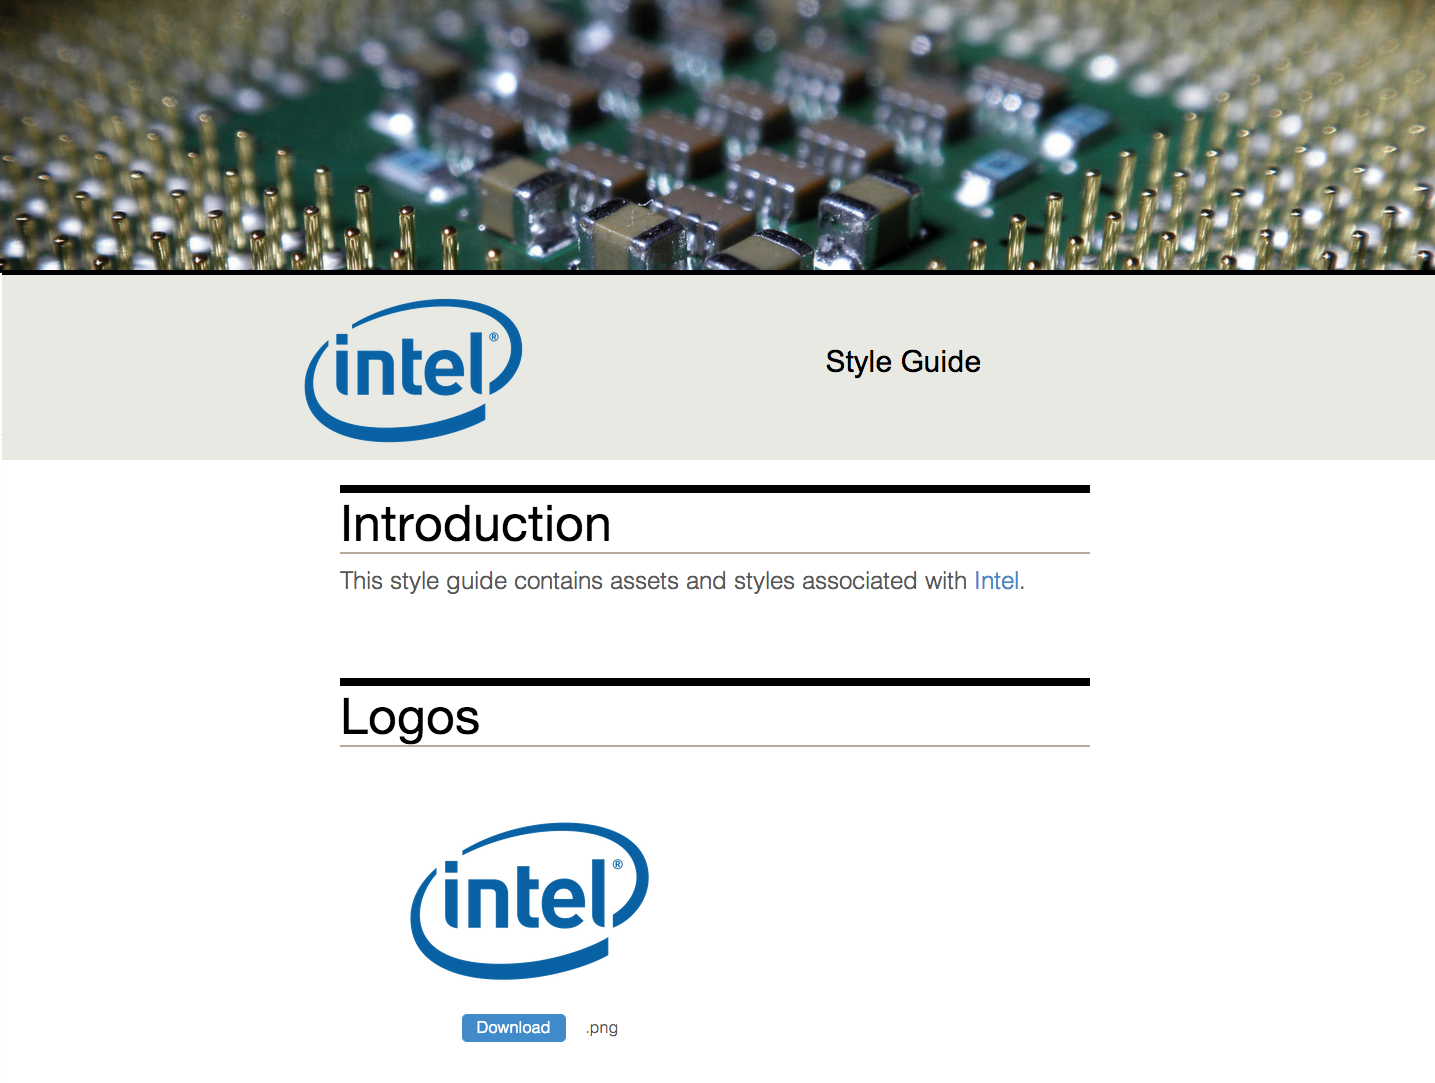 intel®
Style Guide
Introduction
This style guide contains assets and styles associated with Intel.
Logos
intel®
Download .png